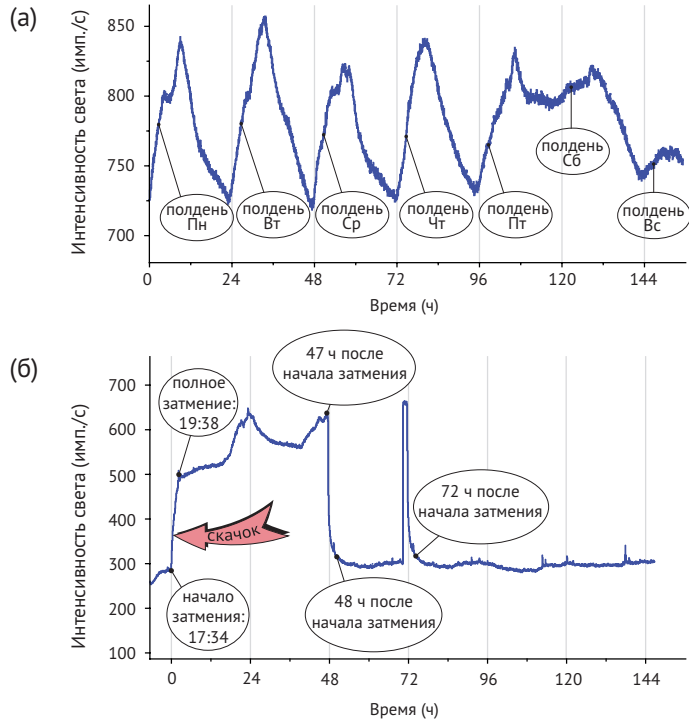 (а)
Интенсивность света (имп./с)
850
800
750
700
полдень
Пн
полдень
Вт
полдень
Ср
полдень
Чт
полдень
Пт
полдень
Сб
полдень
Вс
0 24 48 72 96 120 144
Время (ч)
(б)
Интенсивность света (имп./с)
700
600
500
400
300
200
100
полное
затмение:
19:38
47 ч после
начала затмения
скачок
72 ч после
начала затмения
начало
затмения:
17:34
48 ч после
начала затмения
0 24 48 72 96 120 144
Время (ч)